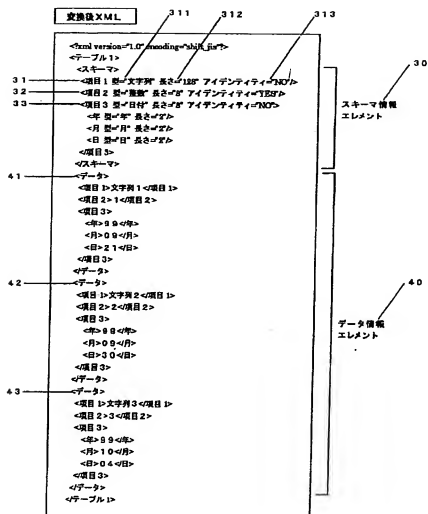 変換後XML
311
312
313
<?xml version="1.0" encoding="shift_jis"?>
<テーブル1>
<スキーマ>
31 <項目1 型="文字列" 長さ="128" アイデンティティ="NO"/>
32 <項目2 型="整数" 長さ="8" アイデンティティ="YES"/>
33 <項目3 型="日付" 長さ="8" アイデンティティ="NO">
<年 型="年" 長さ="2"/>
<月 型="月" 長さ="2"/>
<日 型="日" 長さ="2"/>
</項目3>
</スキーマ>
30
スキーマ情報
エレメント
41 <データ>
<項目1>文字列1</項目1>
<項目2>1</項目2>
<項目3>
<年>99</年>
<月>09</月>
<日>21</日>
</項目3>
</データ>
42 <データ>
<項目1>文字列2</項目1>
<項目2>2</項目2>
<項目3>
<年>99</年>
<月>09</月>
<日>30</日>
</項目3>
</データ>
43 <データ>
<項目1>文字列3</項目1>
<項目2>3</項目2>
<項目3>
<年>99</年>
<月>10</月>
<日>04</日>
</項目3>
</データ>
</テーブル1>
40
データ情報
エレメント